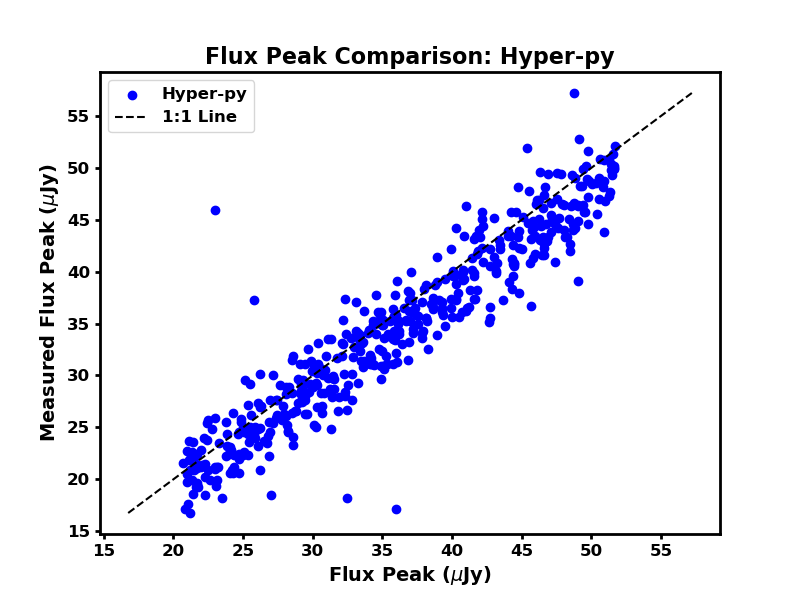 Flux Peak Comparison: Hyper-py
Hyper-py
1:1 Line
Measured Flux Peak (μJy)
55
50
45
40
35
30
25
20
15
15 20 25 30 35 40 45 50 55
Flux Peak (μJy)